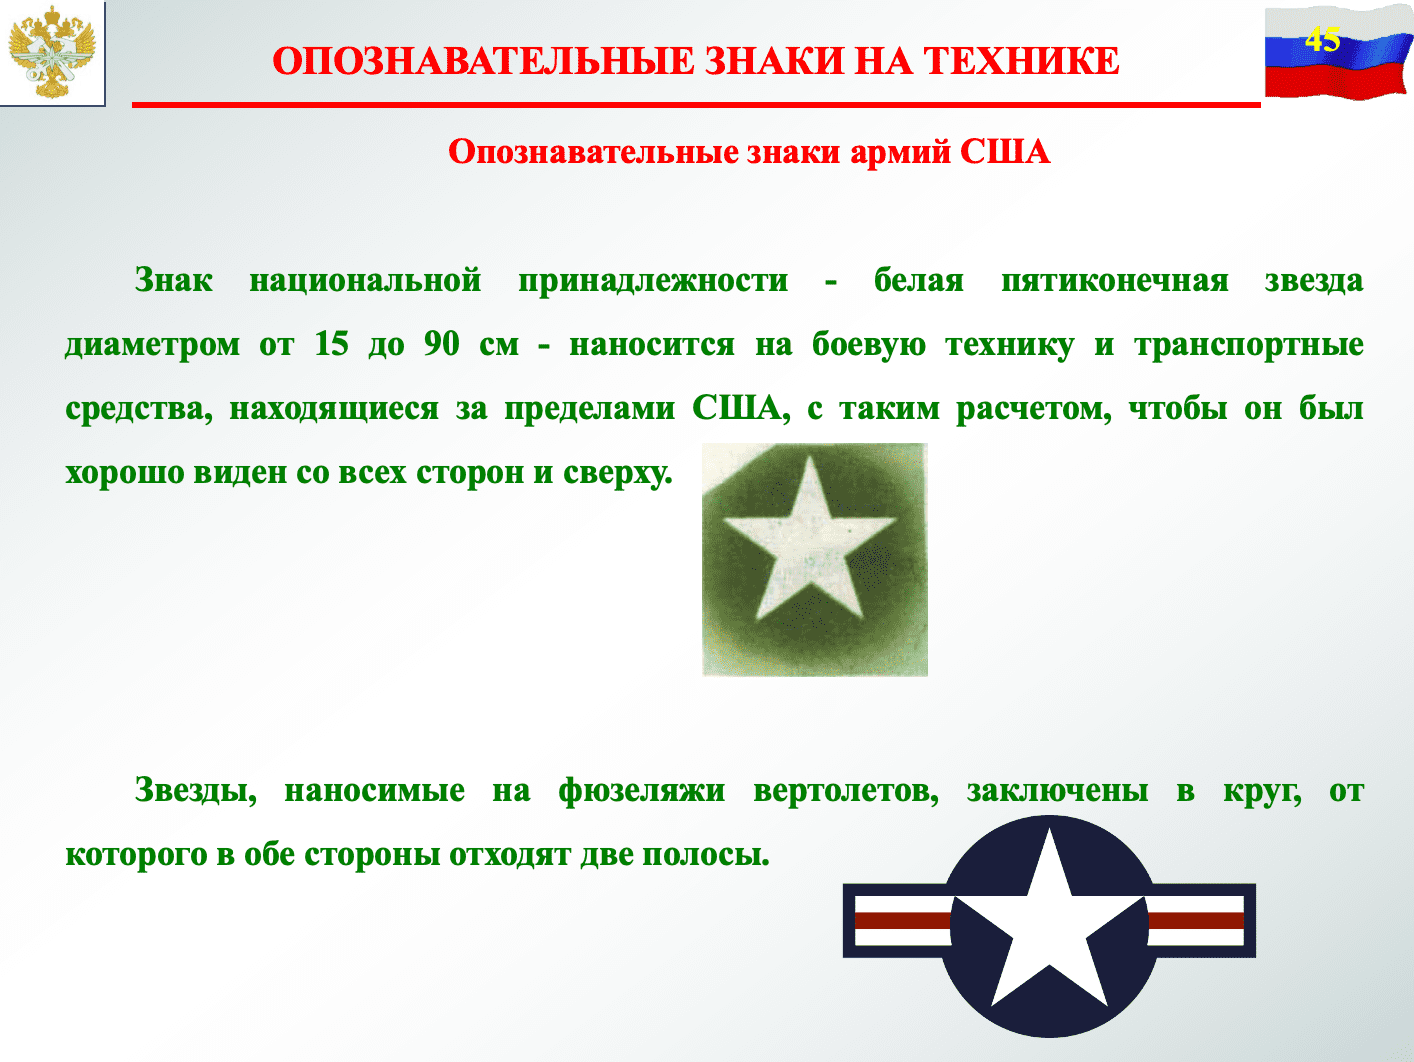 45
ОПОЗНАВАТЕЛЬНЫЕ ЗНАКИ НА ТЕХНИКЕ
Опознавательные знаки армий США
Знак национальной принадлежности - белая пятиконечная звезда
диаметром от 15 до 90 см - наносится на боевую технику и транспортные
средства, находящиеся за пределами США, с таким расчетом, чтобы он был
хорошо виден со всех сторон и сверху.
Звезды, наносимые на фюзеляжи вертолетов, заключены в круг, от
которого в обе стороны отходят две полосы.